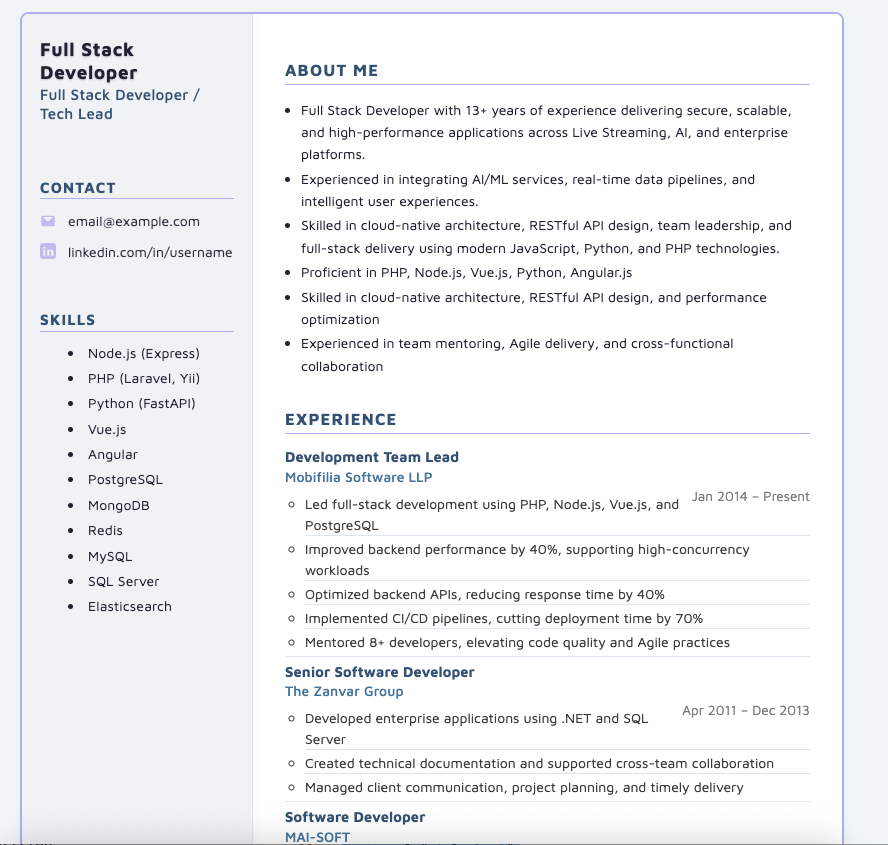 Full Stack
Developer
Full Stack Developer /
Tech Lead
CONTACT
email@example.com
linkedin.com/in/username
SKILLS
Node.js (Express)
PHP (Laravel, Yii)
Python (FastAPI)
Vue.js
Angular
PostgreSQL
MongoDB
Redis
MySQL
SQL Server
Elasticsearch
ABOUT ME
Full Stack Developer with 13+ years of experience delivering secure, scalable,
and high-performance applications across Live Streaming, AI, and enterprise
platforms.
Experienced in integrating AI/ML services, real-time data pipelines, and
intelligent user experiences.
Skilled in cloud-native architecture, RESTful API design, team leadership, and
full-stack delivery using modern JavaScript, Python, and PHP technologies.
Proficient in PHP, Node.js, Vue.js, Python, Angular.js
Skilled in cloud-native architecture, RESTful API design, and performance
optimization
Experienced in team mentoring, Agile delivery, and cross-functional
collaboration
EXPERIENCE
Development Team Lead
Mobifilia Software LLP
Jan 2014 – Present
Led full-stack development using PHP, Node.js, Vue.js, and
PostgreSQL
Improved backend performance by 40%, supporting high-concurrency
workloads
Optimized backend APIs, reducing response time by 40%
Implemented CI/CD pipelines, cutting deployment time by 70%
Mentored 8+ developers, elevating code quality and Agile practices
Senior Software Developer
The Zanvar Group
Apr 2011 – Dec 2013
Developed enterprise applications using .NET and SQL
Server
Created technical documentation and supported cross-team collaboration
Managed client communication, project planning, and timely delivery
Software Developer
MAI-SOFT